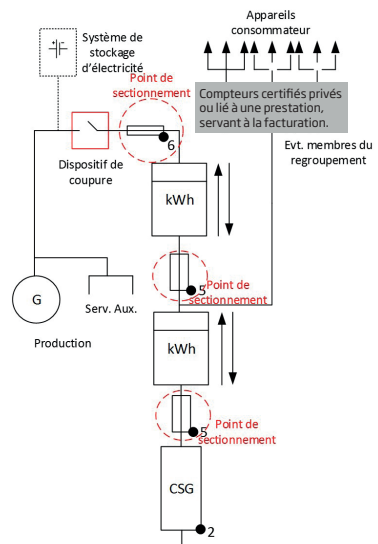 Appareils
consommateur
Système de
stockage
d'électricité
Point de
sectionnement
Compteurs certifiés privés
ou lié à une prestation,
servant à la facturation.
6
Evt. membres du
regroupement
Dispositif de
coupure
kWh
Point de
sectionnement
5
G
Serv. Aux.
Production
kWh
Point de
sectionnement
5
CSG
2